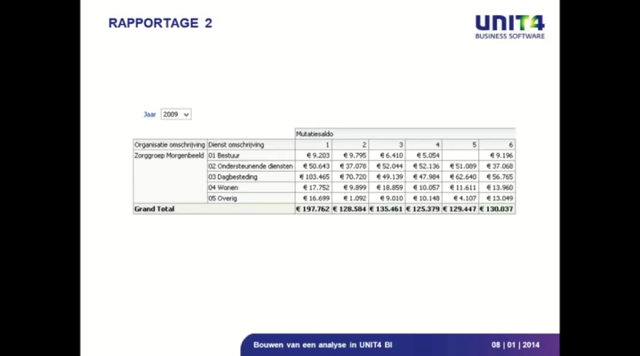 RAPPORTAGE 2
UNIT4
BUSINESS SOFTWARE
Jaar 2009
Mutatiesaldo
Organisatie omschrijving Dienst omschrijving 1 2 3 4 5 6
Zorggroep Morgenbeeld 01 Bestuur € 9.203 € 9.795 € 6.410 € 5.054 € 9.196
02 Ondersteunende diensten € 50.643 € 37.078 € 52.044 € 52.136 € 51.089 € 37.068
03 Dagbesteding € 103.465 € 70.720 € 49.139 € 47.984 € 62.640 € 56.765
04 Wonen € 17.752 € 9.899 € 18.859 € 10.057 € 11.611 € 13.960
05 Overig € 16.699 € 1.092 € 9.010 € 10.148 € 4.107 € 13.049
Grand Total € 197.762 € 128.584 € 135.461 € 125.379 € 129.447 € 130.037
Bouwen van een analyse in UNIT4 BI 08 | 01 | 2014